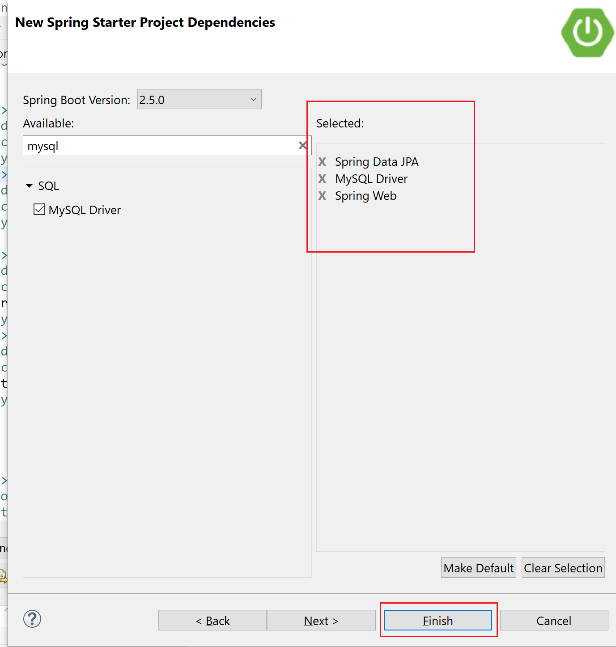 New Spring Starter Project Dependencies
Spring Boot Version: 2.5.0
Available:
Selected:
mysql
X Spring Data JPA
X MySQL Driver
X Spring Web
SQL
MySQL Driver
Make Default
Clear Selection
?
< Back
Next >
Finish
Cancel